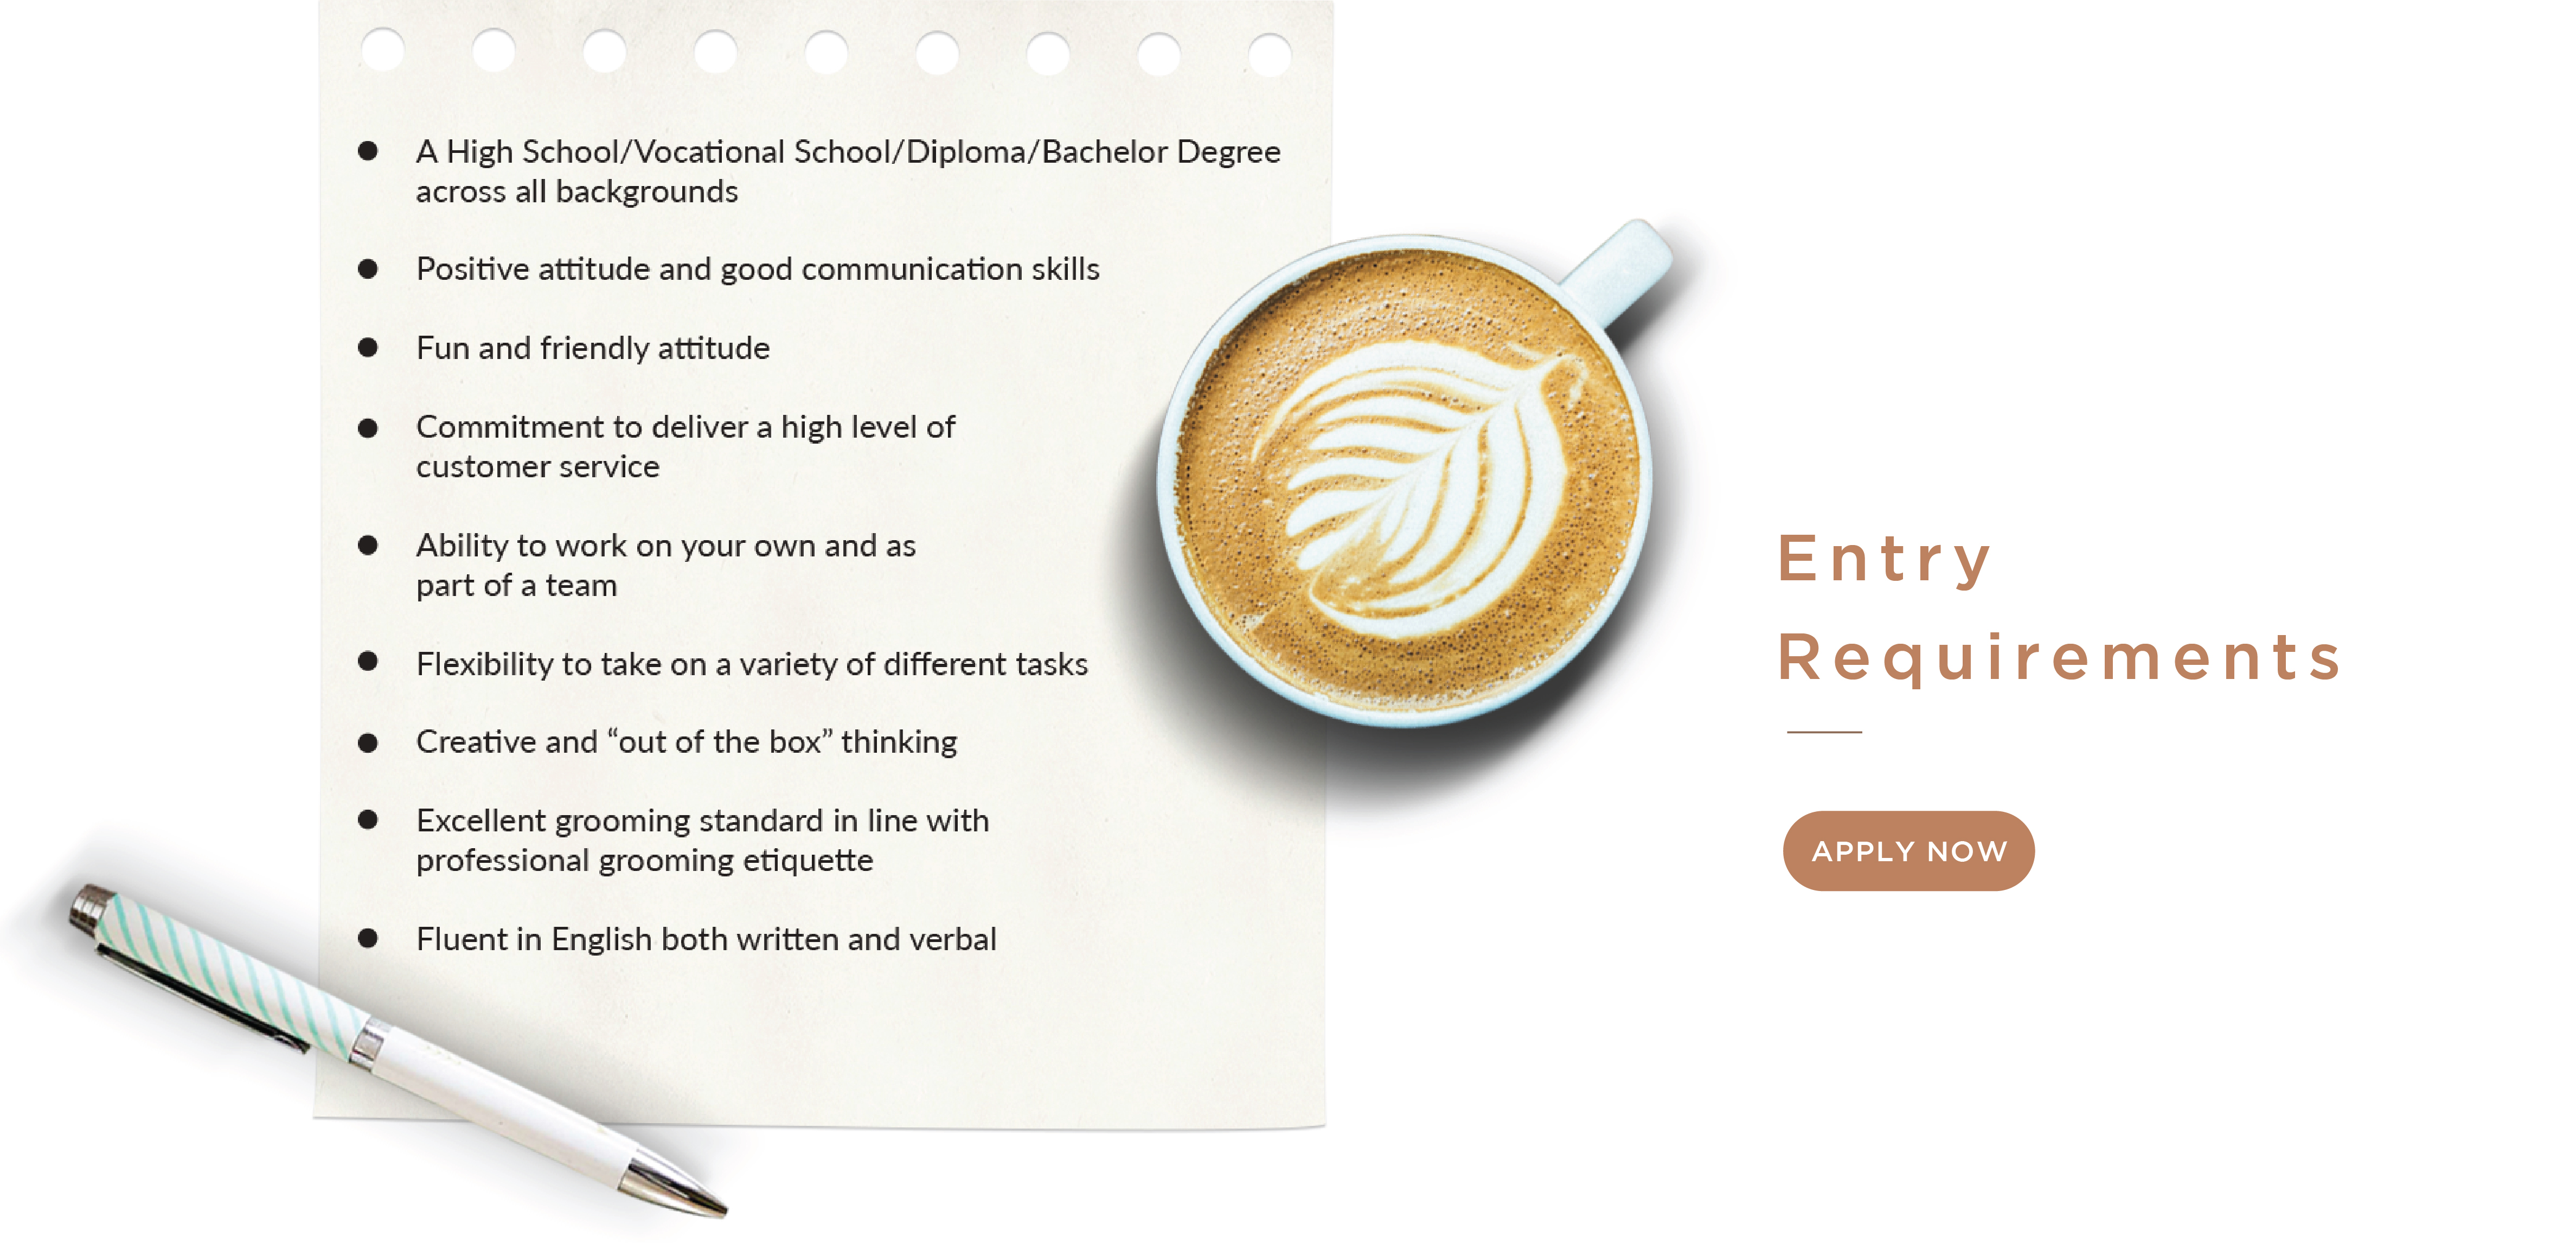 A High School/Vocational School/Diploma/Bachelor Degree
across all backgrounds
Positive attitude and good communication skills
Fun and friendly attitude
Commitment to deliver a high level of
customer service
Ability to work on your own and as
part of a team
Flexibility to take on a variety of different tasks
Creative and “out of the box” thinking
Excellent grooming standard in line with
professional grooming etiquette
Fluent in English both written and verbal
Entry
Requirements
APPLY NOW